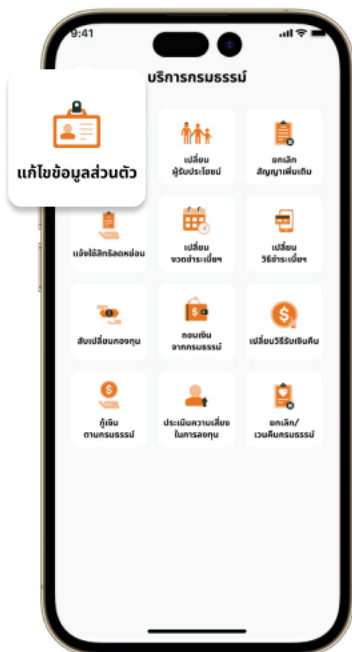 9:41
บริการกรมธรรม์
แก้ไขข้อมูลส่วนตัว
เปลี่ยน
ผู้รับประโยชน์
ยกเลิก
สัญญาเพิ่มเติม
แจ้งใช้สิทธิลดหย่อน
เปลี่ยน
งวดชำระเบี้ยฯ
เปลี่ยน
วิธีชำระเบี้ยฯ
สับเปลี่ยนกองทุน
ถอนเงิน
จากกรมธรรม์
เปลี่ยนวิธีรับเงินคืน
กู้เงิน
ตามกรมธรรม์
ประเมินความเสี่ยง
ในการลงทุน
ยกเลิก/
เวนคืนกรมธรรม์